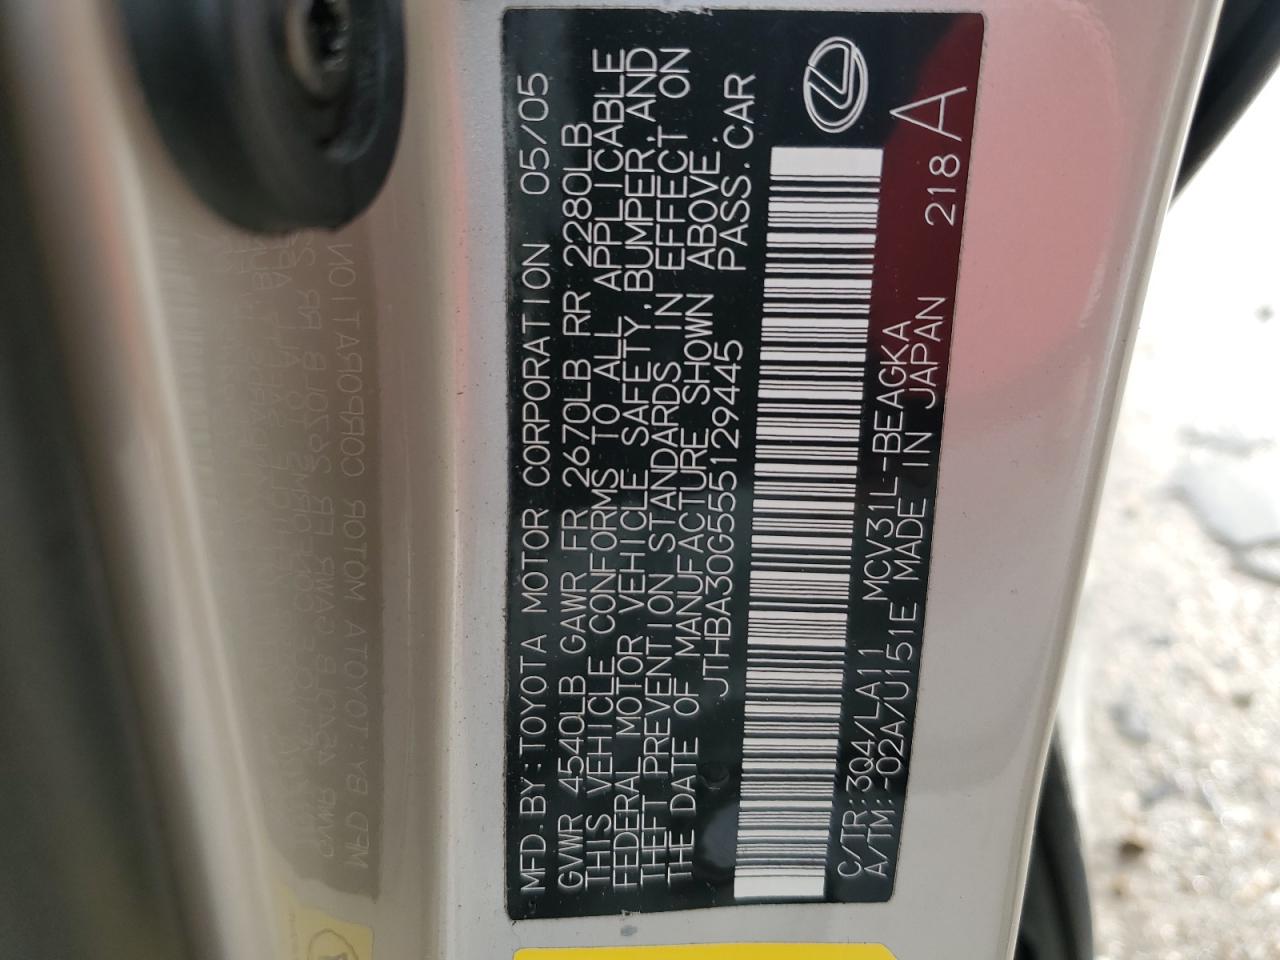 MFD. BY: TOYOTA MOTOR CORPORATION 05/05
GVWR 4540LB GAWR FR 2670LB RR 2280LB
THIS VEHICLE CONFORMS TO ALL APPLICABLE
FEDERAL MOTOR VEHICLE SAFETY, BUMPER, AND
THEFT PREVENTION STANDARDS IN EFFECT ON
THE DATE OF MANUFACTURE SHOWN ABOVE.
JTHBA30G555129445 PASS. CAR
C/TR: 3Q4/LA11 MCV31L-BEAGKA
A/TM: -02A/U151E MADE IN JAPAN 218 A